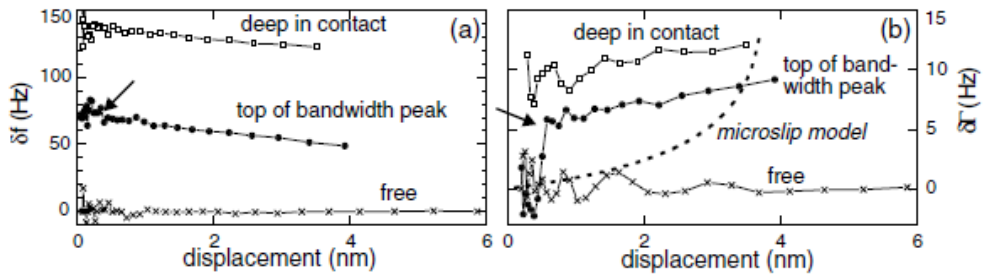 150
100
50
0
δf (Hz)
deep in contact
(a)
top of bandwidth peak
free
0 2 4 6
displacement (nm)
deep in contact
(b)
top of band-
width peak
microslip model
free
15
10
5
0
δΓ (Hz)
0 2 4 6
displacement (nm)